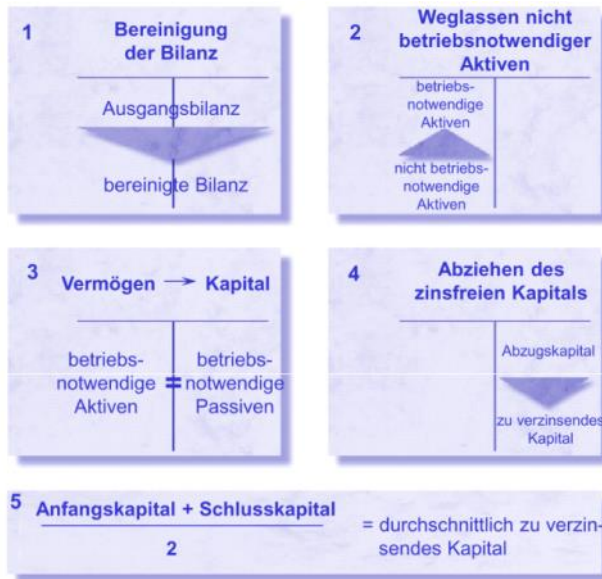 1
Bereinigung
der Bilanz
Ausgangsbilanz
bereinigte Bilanz
2
Weglassen nicht
betriebsnotwendiger
Aktiven
betriebs-
notwendige
Aktiven
nicht betriebs-
notwendige
Aktiven
3
Vermögen → Kapital
betriebs-
notwendige
Aktiven
=
betriebs-
notwendige
Passiven
4
Abziehen des
zinsfreien Kapitals
Abzugskapital
zu verzinsendes
Kapital
5
Anfangskapital + Schlusskapital
2
= durchschnittlich zu verzin-
sendes Kapital